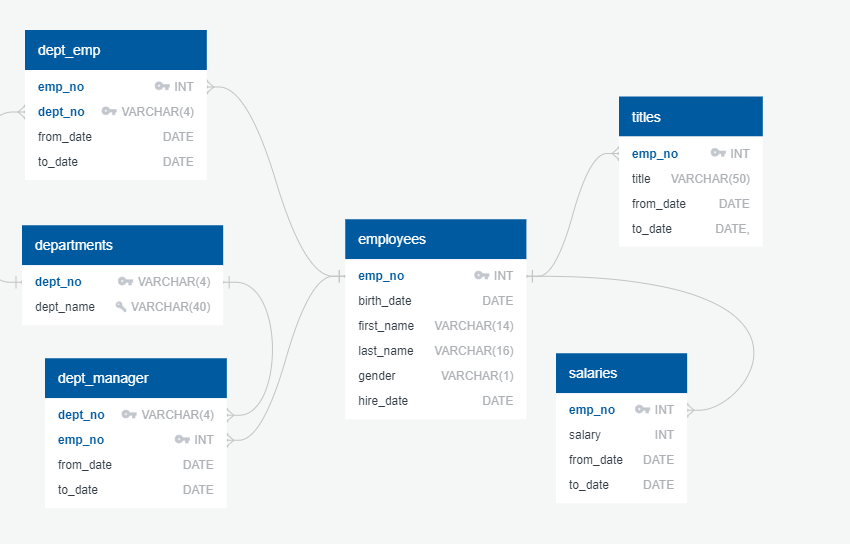 dept_emp
emp_no INT
dept_no VARCHAR(4)
from_date DATE
to_date DATE
departments
dept_no VARCHAR(4)
dept_name VARCHAR(40)
dept_manager
dept_no VARCHAR(4)
emp_no INT
from_date DATE
to_date DATE
employees
emp_no INT
birth_date DATE
first_name VARCHAR(14)
last_name VARCHAR(16)
gender VARCHAR(1)
hire_date DATE
titles
emp_no INT
title VARCHAR(50)
from_date DATE
to_date DATE,
salaries
emp_no INT
salary INT
from_date DATE
to_date DATE